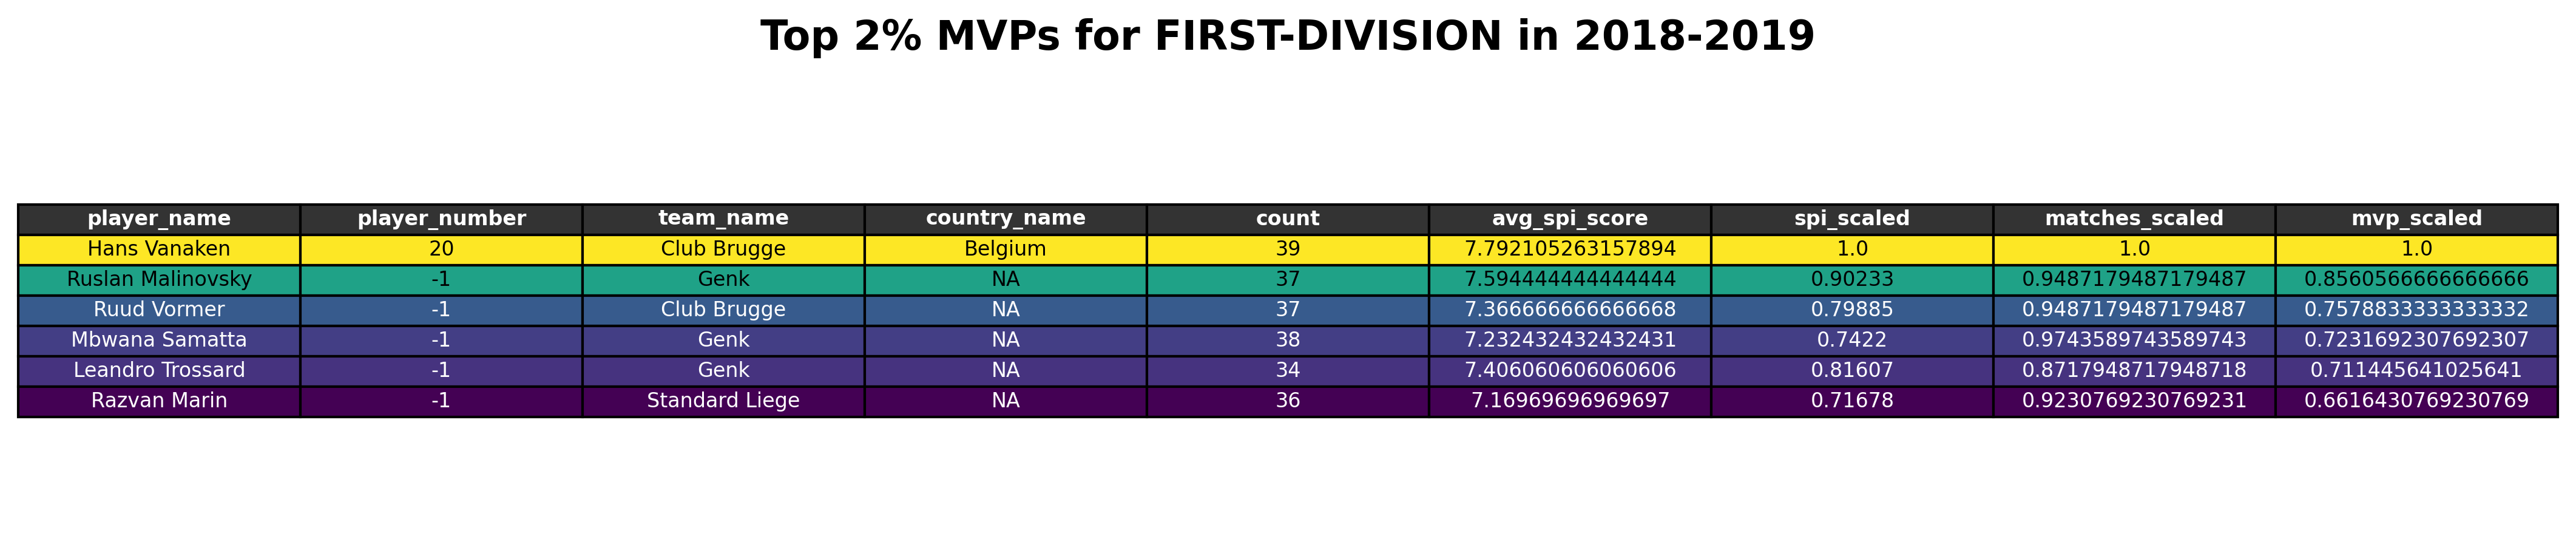 Top 2% MVPs for FIRST-DIVISION in 2018-2019
player_name player_number team_name country_name count avg_spi_score spi_scaled matches_scaled mvp_scaled
Hans Vanaken 20 Club Brugge Belgium 39 7.792105263157894 1.0 1.0 1.0
Ruslan Malinovsky -1 Genk NA 37 7.594444444444444 0.90233 0.9487179487179487 0.8560566666666666
Ruud Vormer -1 Club Brugge NA 37 7.366666666666668 0.79885 0.9487179487179487 0.7578833333333332
Mbwana Samatta -1 Genk NA 38 7.232432432432431 0.7422 0.9743589743589743 0.7231692307692307
Leandro Trossard -1 Genk NA 34 7.406060606060606 0.81607 0.8717948717948718 0.711445641025641
Razvan Marin -1 Standard Liege NA 36 7.16969696969697 0.71678 0.9230769230769231 0.6616430769230769